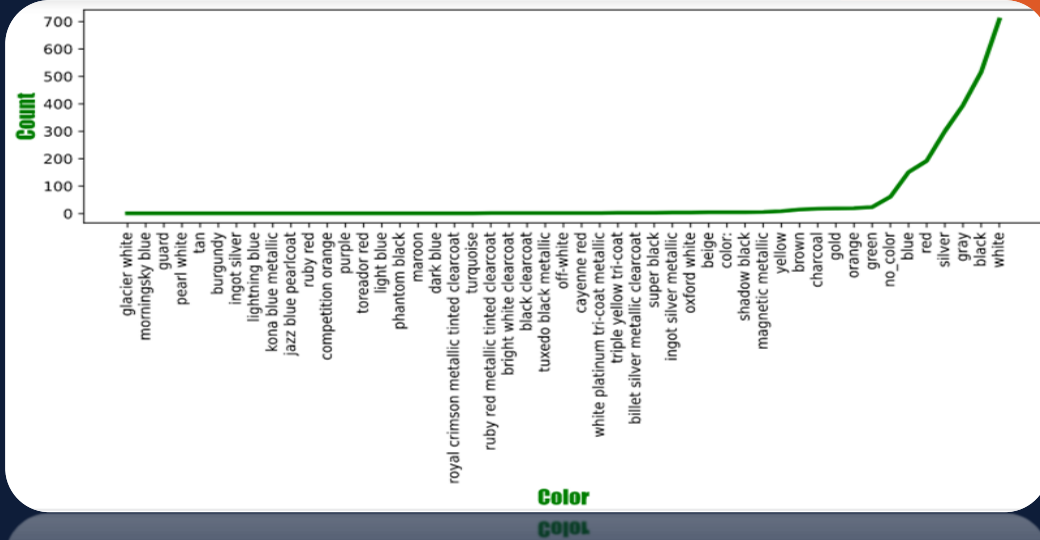 700
600
500
400
300
200
100
0
Count
glacier white
morningsky blue
guard
pearl white
tan
burgundy
ingot silver
lightning blue
kona blue metallic
jazz blue pearlcoat
ruby red
competition orange
purple
toreador red
light blue
phantom black
maroon
dark blue
royal crimson metallic tinted clearcoat
turquoise
ruby red metallic tinted clearcoat
bright white clearcoat
black clearcoat
tuxedo black metallic
off-white
cayenne red
white platinum tri-coat metallic
triple yellow tri-coat
billet silver metallic clearcoat
super black
ingot silver metallic
oxford white
beige
color:
shadow black
magnetic metallic
yellow
brown
charcoal
gold
orange
green
no_color
blue
red
silver
gray
black
white
Color
Color